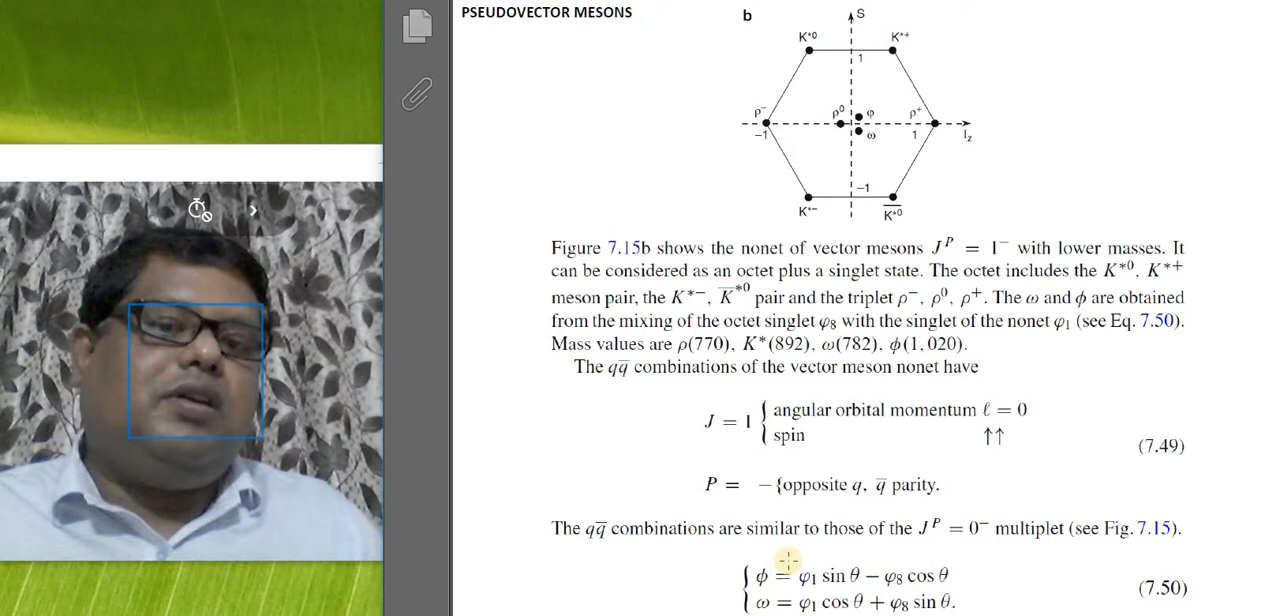 PSEUDOVECTOR MESONS
b
S
K*0
K*+
1
ρ−
ρ0
φ
ρ+
−1
ω
1
Iz
−1
K*−
K̅*0
Figure 7.15b shows the nonet of vector mesons J^P = 1^− with lower masses. It
can be considered as an octet plus a singlet state. The octet includes the K*0, K*+
meson pair, the K*−, K̅*0 pair and the triplet ρ−, ρ0, ρ+. The ω and ϕ are obtained
from the mixing of the octet singlet φ8 with the singlet of the nonet φ1 (see Eq. 7.50).
Mass values are ρ(770), K*(892), ω(782), ϕ(1, 020).
The qq̅ combinations of the vector meson nonet have
J = 1 { angular orbital momentum ℓ = 0
spin ↑↑
(7.49)
P = −{opposite q, q̅ parity.
The qq̅ combinations are similar to those of the J^P = 0^− multiplet (see Fig. 7.15).
{ ϕ = φ1 sin θ − φ8 cos θ
ω = φ1 cos θ + φ8 sin θ.
(7.50)